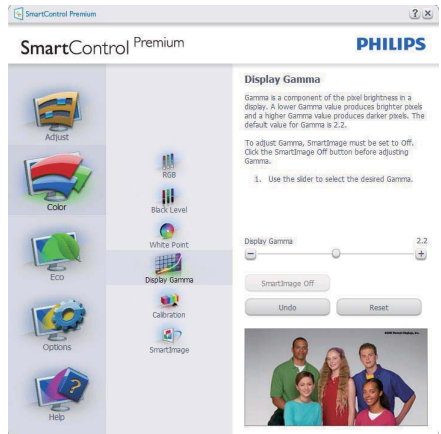 SmartControl Premium
SmartControl Premium
PHILIPS
Adjust
Color
Eco
Options
Help
RGB
Black Level
White Point
Display Gamma
Calibration
SmartImage
Display Gamma
Gamma is a component of the pixel brightness in a
display. A lower Gamma value produces brighter pixels
and a higher Gamma value produces darker pixels. The
default value for Gamma is 2.2.
To adjust Gamma, SmartImage must be set to Off.
Click the SmartImage Off button before adjusting
Gamma.
1. Use the slider to select the desired Gamma.
Display Gamma 2.2
SmartImage Off
Undo Reset